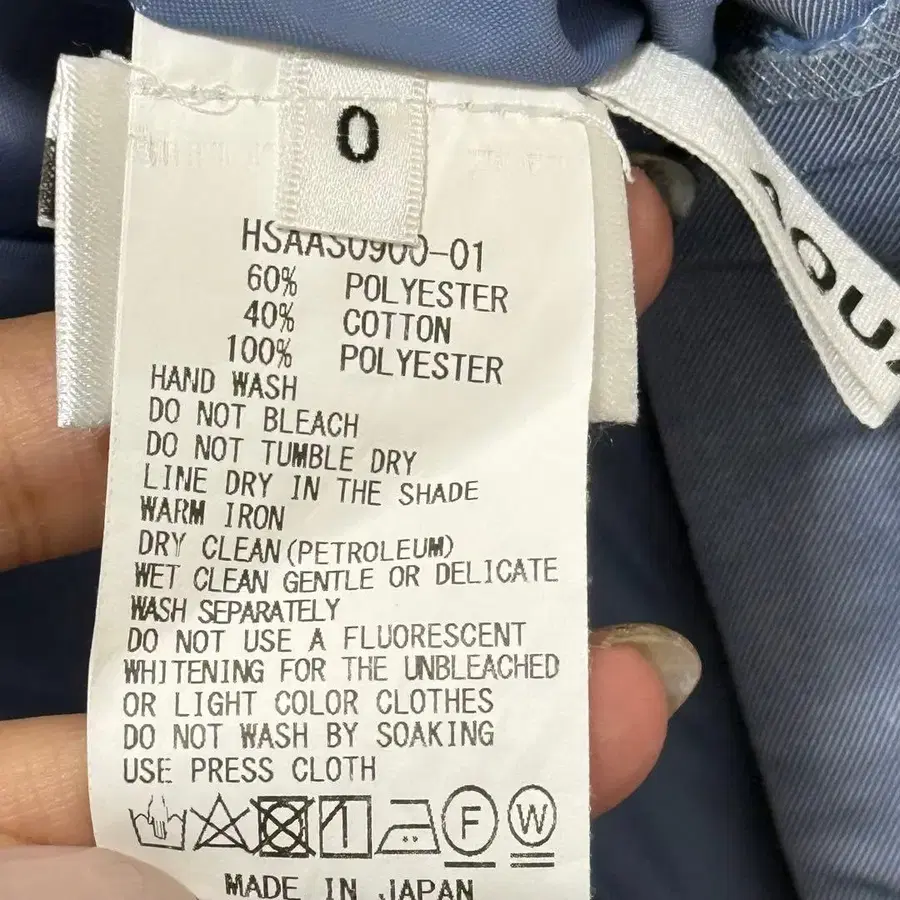 0
AQUA
HSAAS0900-01
60% POLYESTER
40% COTTON
100% POLYESTER
HAND WASH
DO NOT BLEACH
DO NOT TUMBLE DRY
LINE DRY IN THE SHADE
WARM IRON
DRY CLEAN(PETROLEUM)
WET CLEAN GENTLE OR DELICATE
WASH SEPARATELY
DO NOT USE A FLUORESCENT
WHITENING FOR THE UNBLEACHED
OR LIGHT COLOR CLOTHES
DO NOT WASH BY SOAKING
USE PRESS CLOTH
F W
MADE IN JAPAN